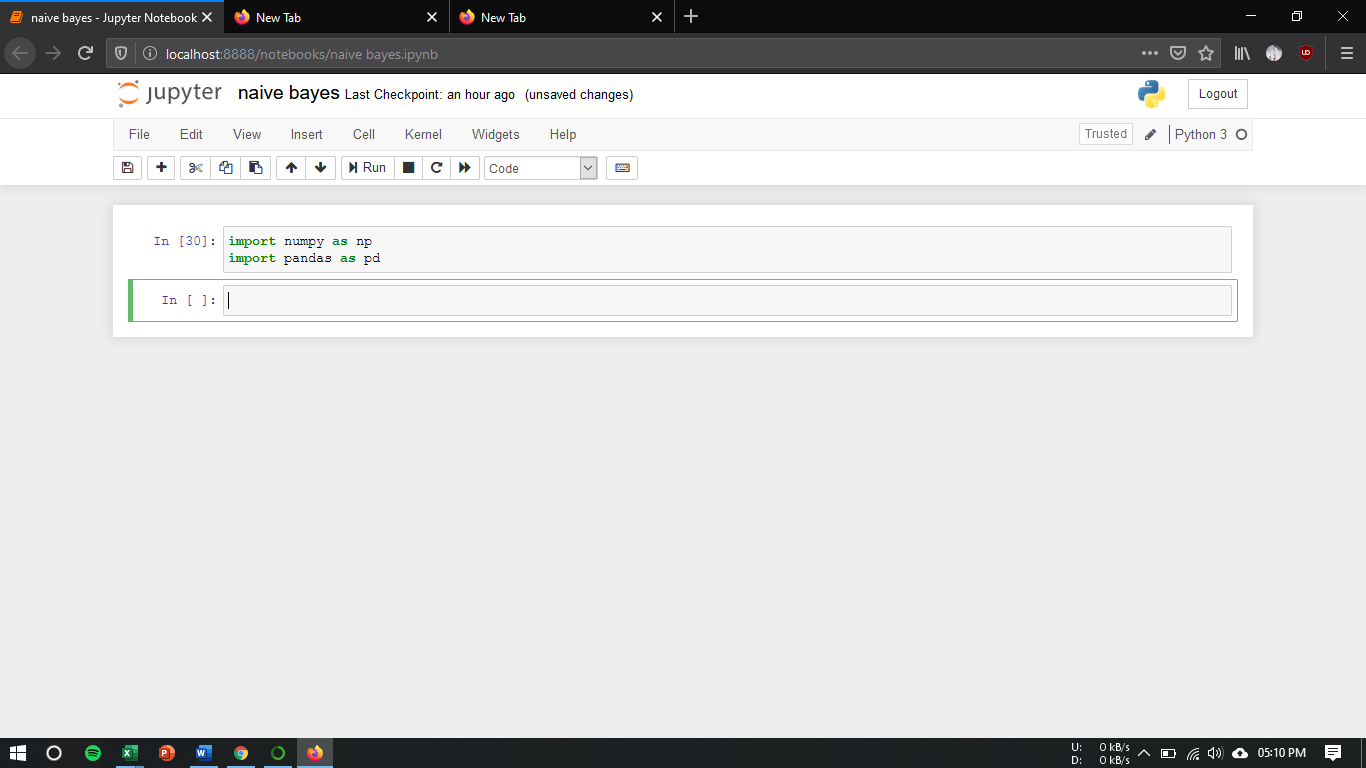 naive bayes - Jupyter Notebook
New Tab
New Tab
localhost:8888/notebooks/naive bayes.ipynb
jupyter naive bayes Last Checkpoint: an hour ago (unsaved changes)
Logout
File Edit View Insert Cell Kernel Widgets Help
Trusted
Python 3
Run
Code
In [30]: import numpy as np
import pandas as pd
In [ ]:
U: 0 kB/s
D: 0 kB/s
05:10 PM